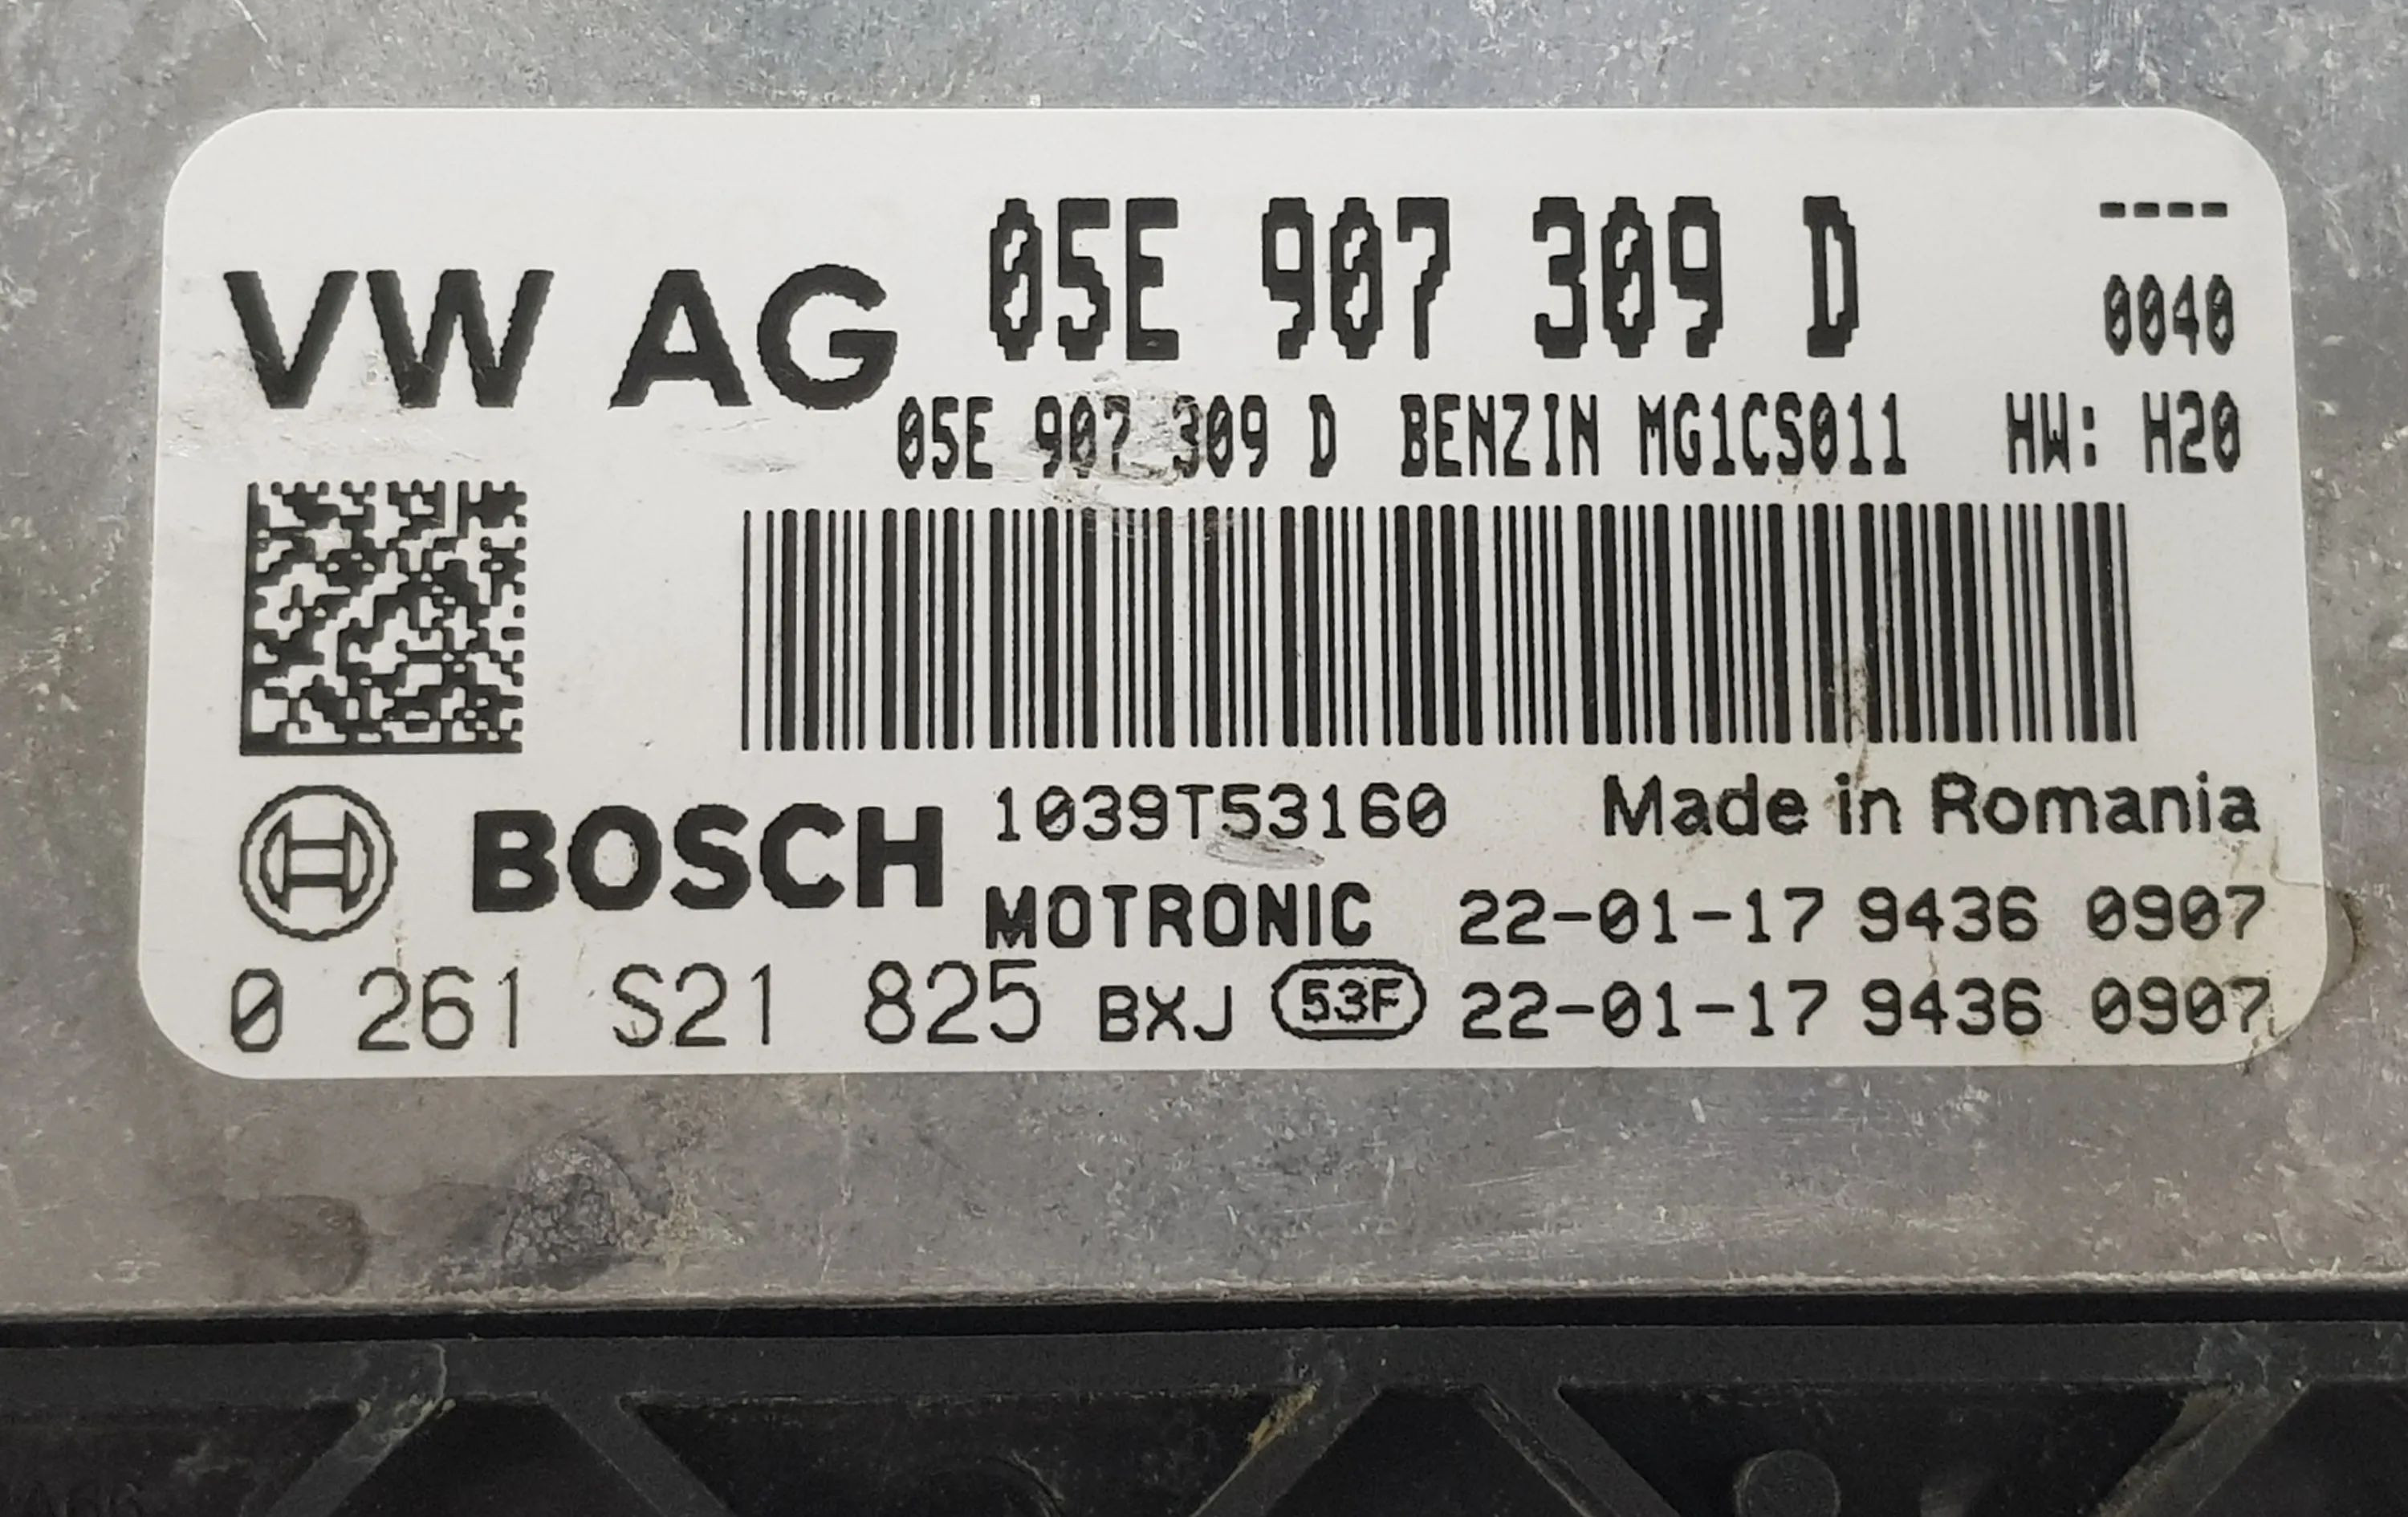 ----
VW AG 05E 907 309 D 0040
05E 907 309 D BENZIN MG1CS011 HW: H20
BOSCH 1039T53160 Made in Romania
MOTRONIC 22-01-17 9436 0907
0 261 S21 825 BXJ 53F 22-01-17 9436 0907